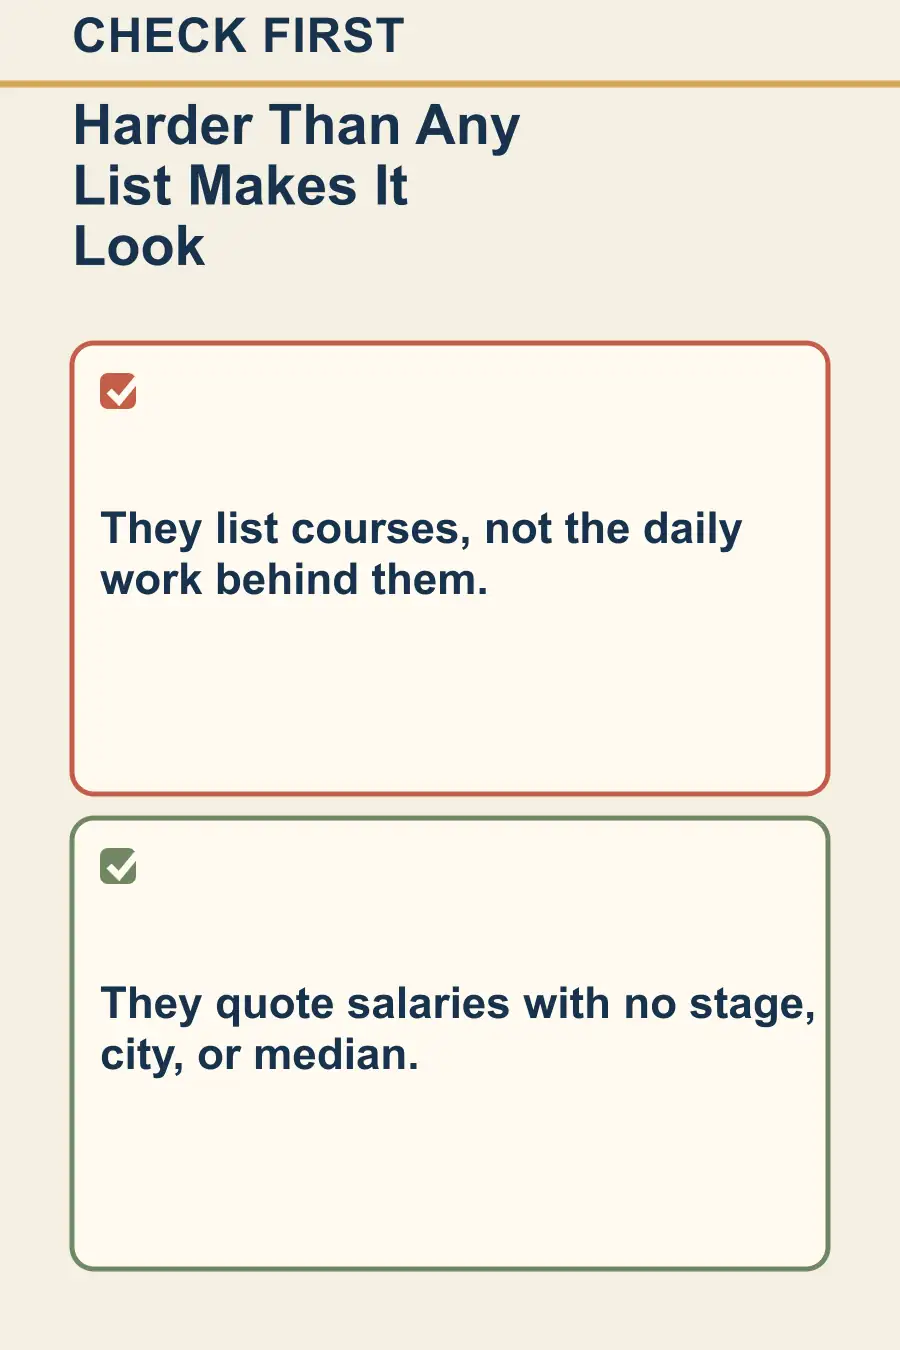 CHECK FIRST
Harder Than Any
List Makes It
Look
They list courses, not the daily
work behind them.
They quote salaries with no stage,
city, or median.